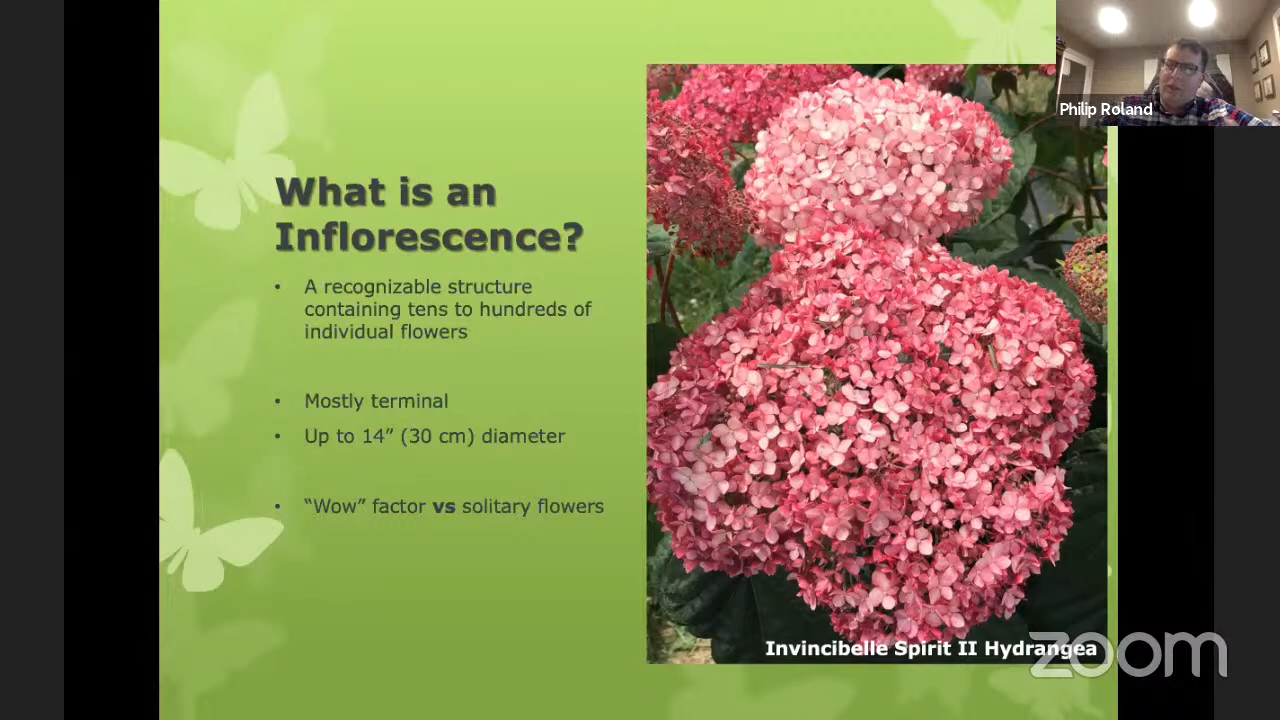 What is an
Inflorescence?
• A recognizable structure
containing tens to hundreds of
individual flowers
• Mostly terminal
• Up to 14” (30 cm) diameter
• “Wow” factor vs solitary flowers
Philip Roland
Invincibelle Spirit II Hydrangea
zoom